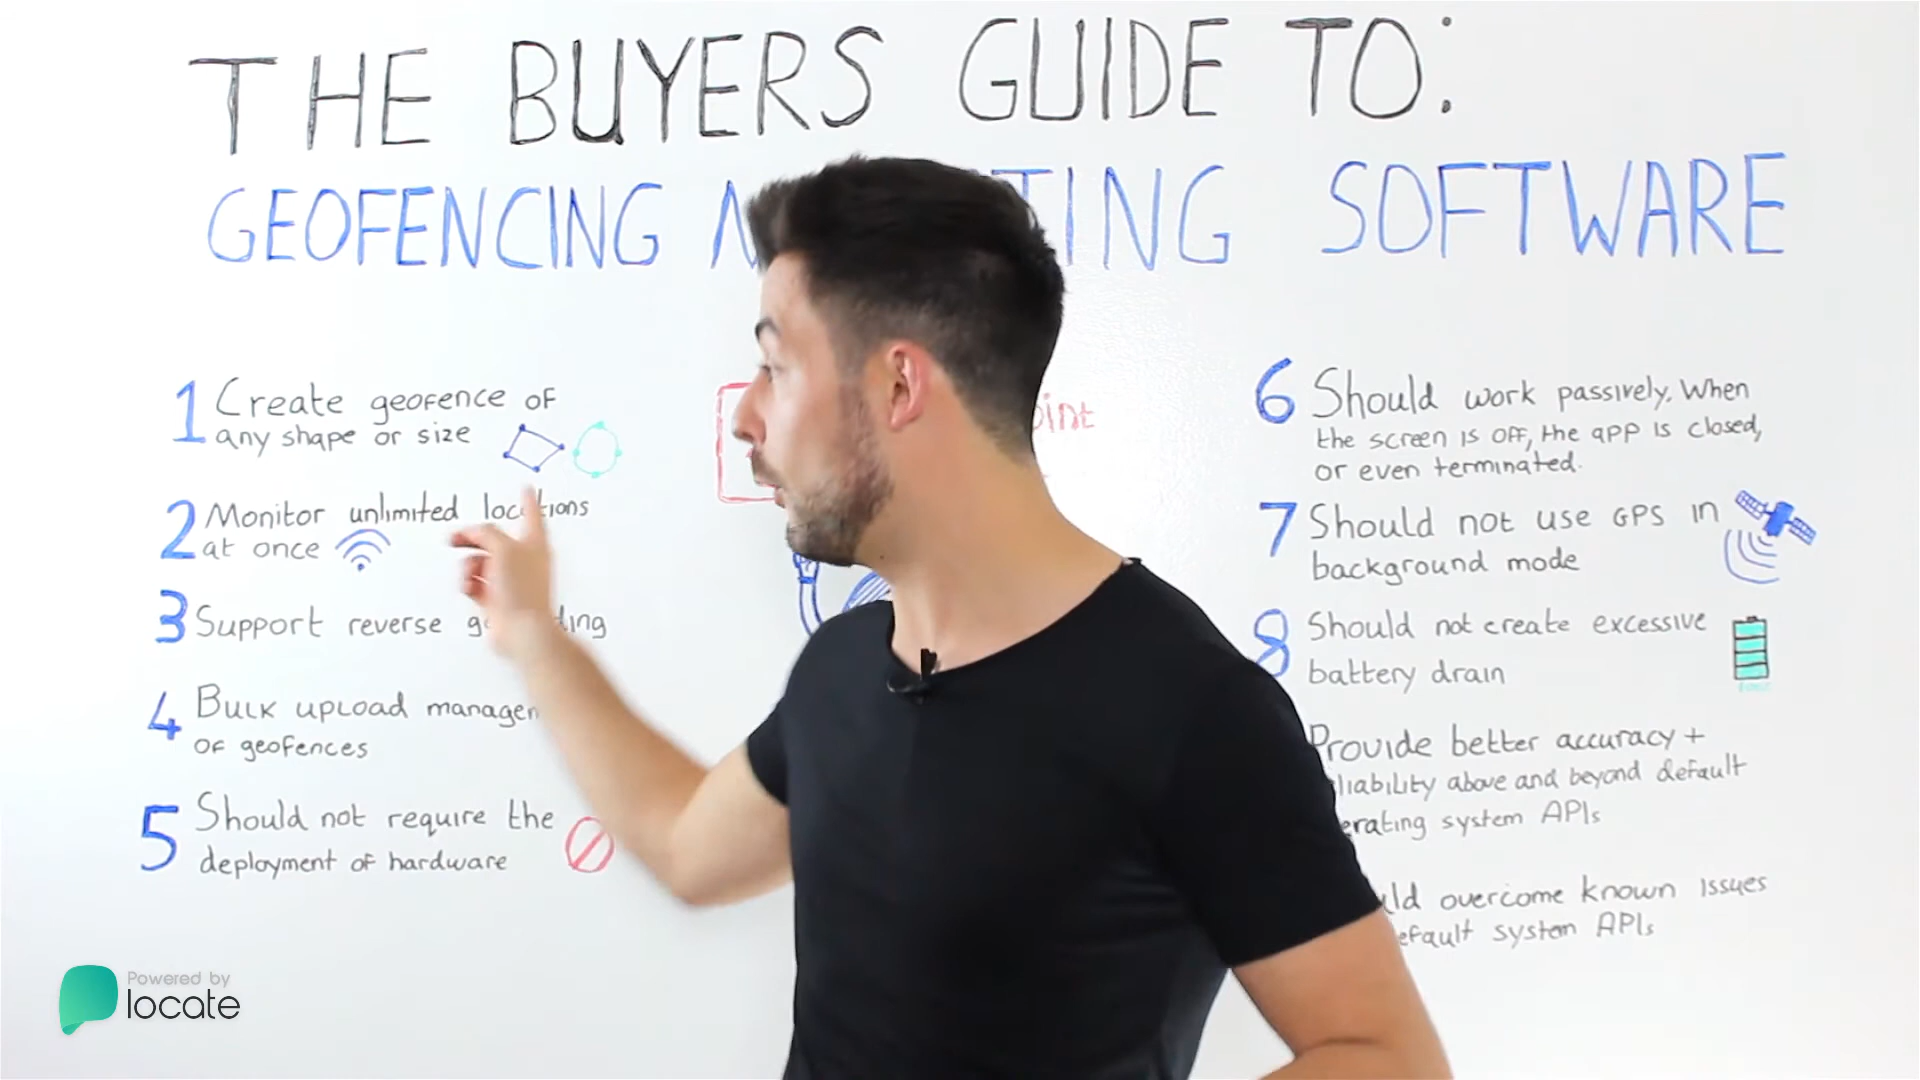 THE BUYERS GUIDE TO:
GEOFENCING SOFTWARE
1 Create geofence of
any shape or size
2 Monitor unlimited locations
at once
3 Support reverse
4 Bulk upload
of geofences
5 Should not require the
deployment of hardware
6 Should work passively. When
the screen is off, the app is closed,
or even terminated.
7 Should not use GPS in
background mode
8 Should not create excessive
battery drain
Provide better accuracy +
above and beyond default
system APIs
overcome known issues
system APIs
Powered by
locate